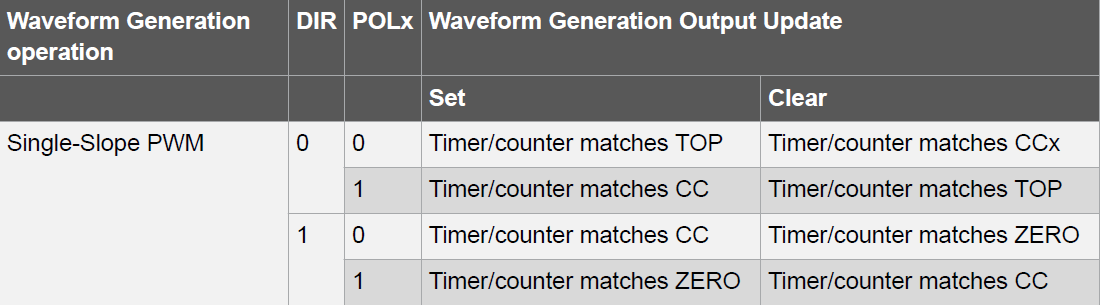 Waveform Generation operation DIR POLx Waveform Generation Output Update
Set Clear
Single-Slope PWM 0 0 Timer/counter matches TOP Timer/counter matches CCx
1 Timer/counter matches CC Timer/counter matches TOP
1 0 Timer/counter matches CC Timer/counter matches ZERO
1 Timer/counter matches ZERO Timer/counter matches CC